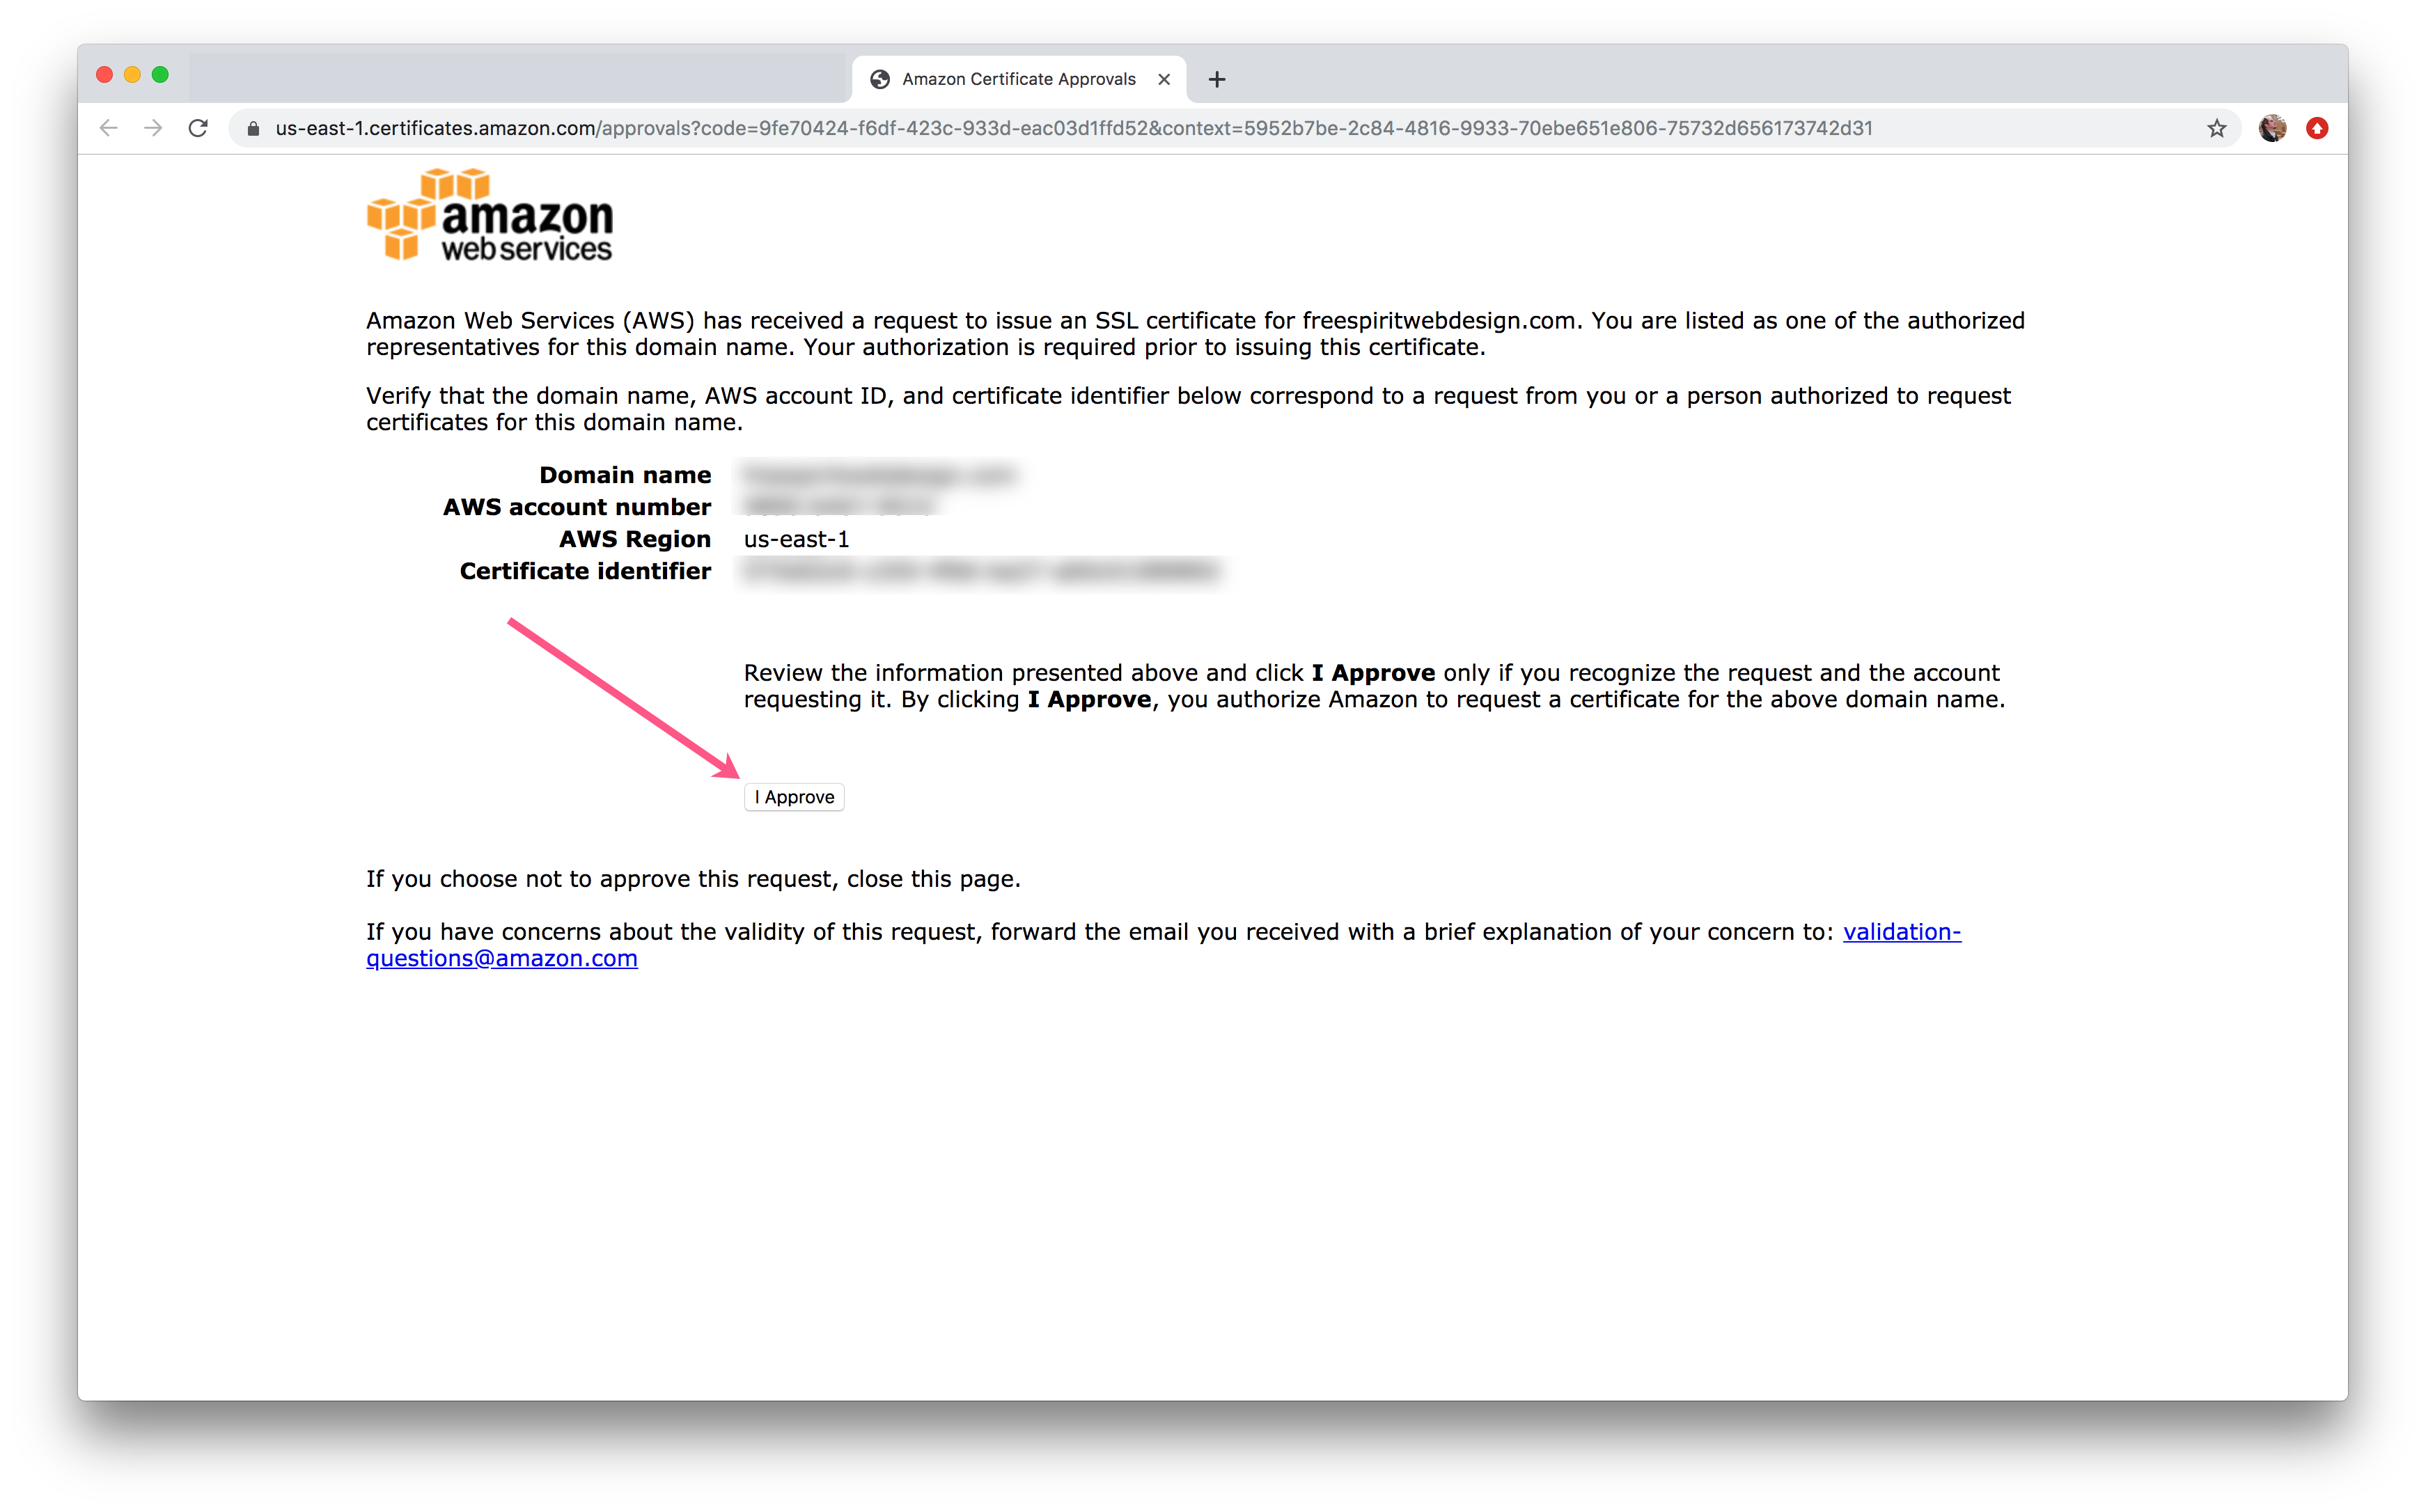 Amazon Certificate Approvals
us-east-1.certificates.amazon.com/approvals?code=9fe70424-f6df-423c-933d-eac03d1ffd52&context=5952b7be-2c84-4816-9933-70ebe651e806-75732d656173742d31
amazon
web services
Amazon Web Services (AWS) has received a request to issue an SSL certificate for freespiritwebdesign.com. You are listed as one of the authorized
representatives for this domain name. Your authorization is required prior to issuing this certificate.
Verify that the domain name, AWS account ID, and certificate identifier below correspond to a request from you or a person authorized to request
certificates for this domain name.
Domain name
AWS account number
AWS Region us-east-1
Certificate identifier
Review the information presented above and click I Approve only if you recognize the request and the account
requesting it. By clicking I Approve, you authorize Amazon to request a certificate for the above domain name.
I Approve
If you choose not to approve this request, close this page.
If you have concerns about the validity of this request, forward the email you received with a brief explanation of your concern to: validation-
questions@amazon.com